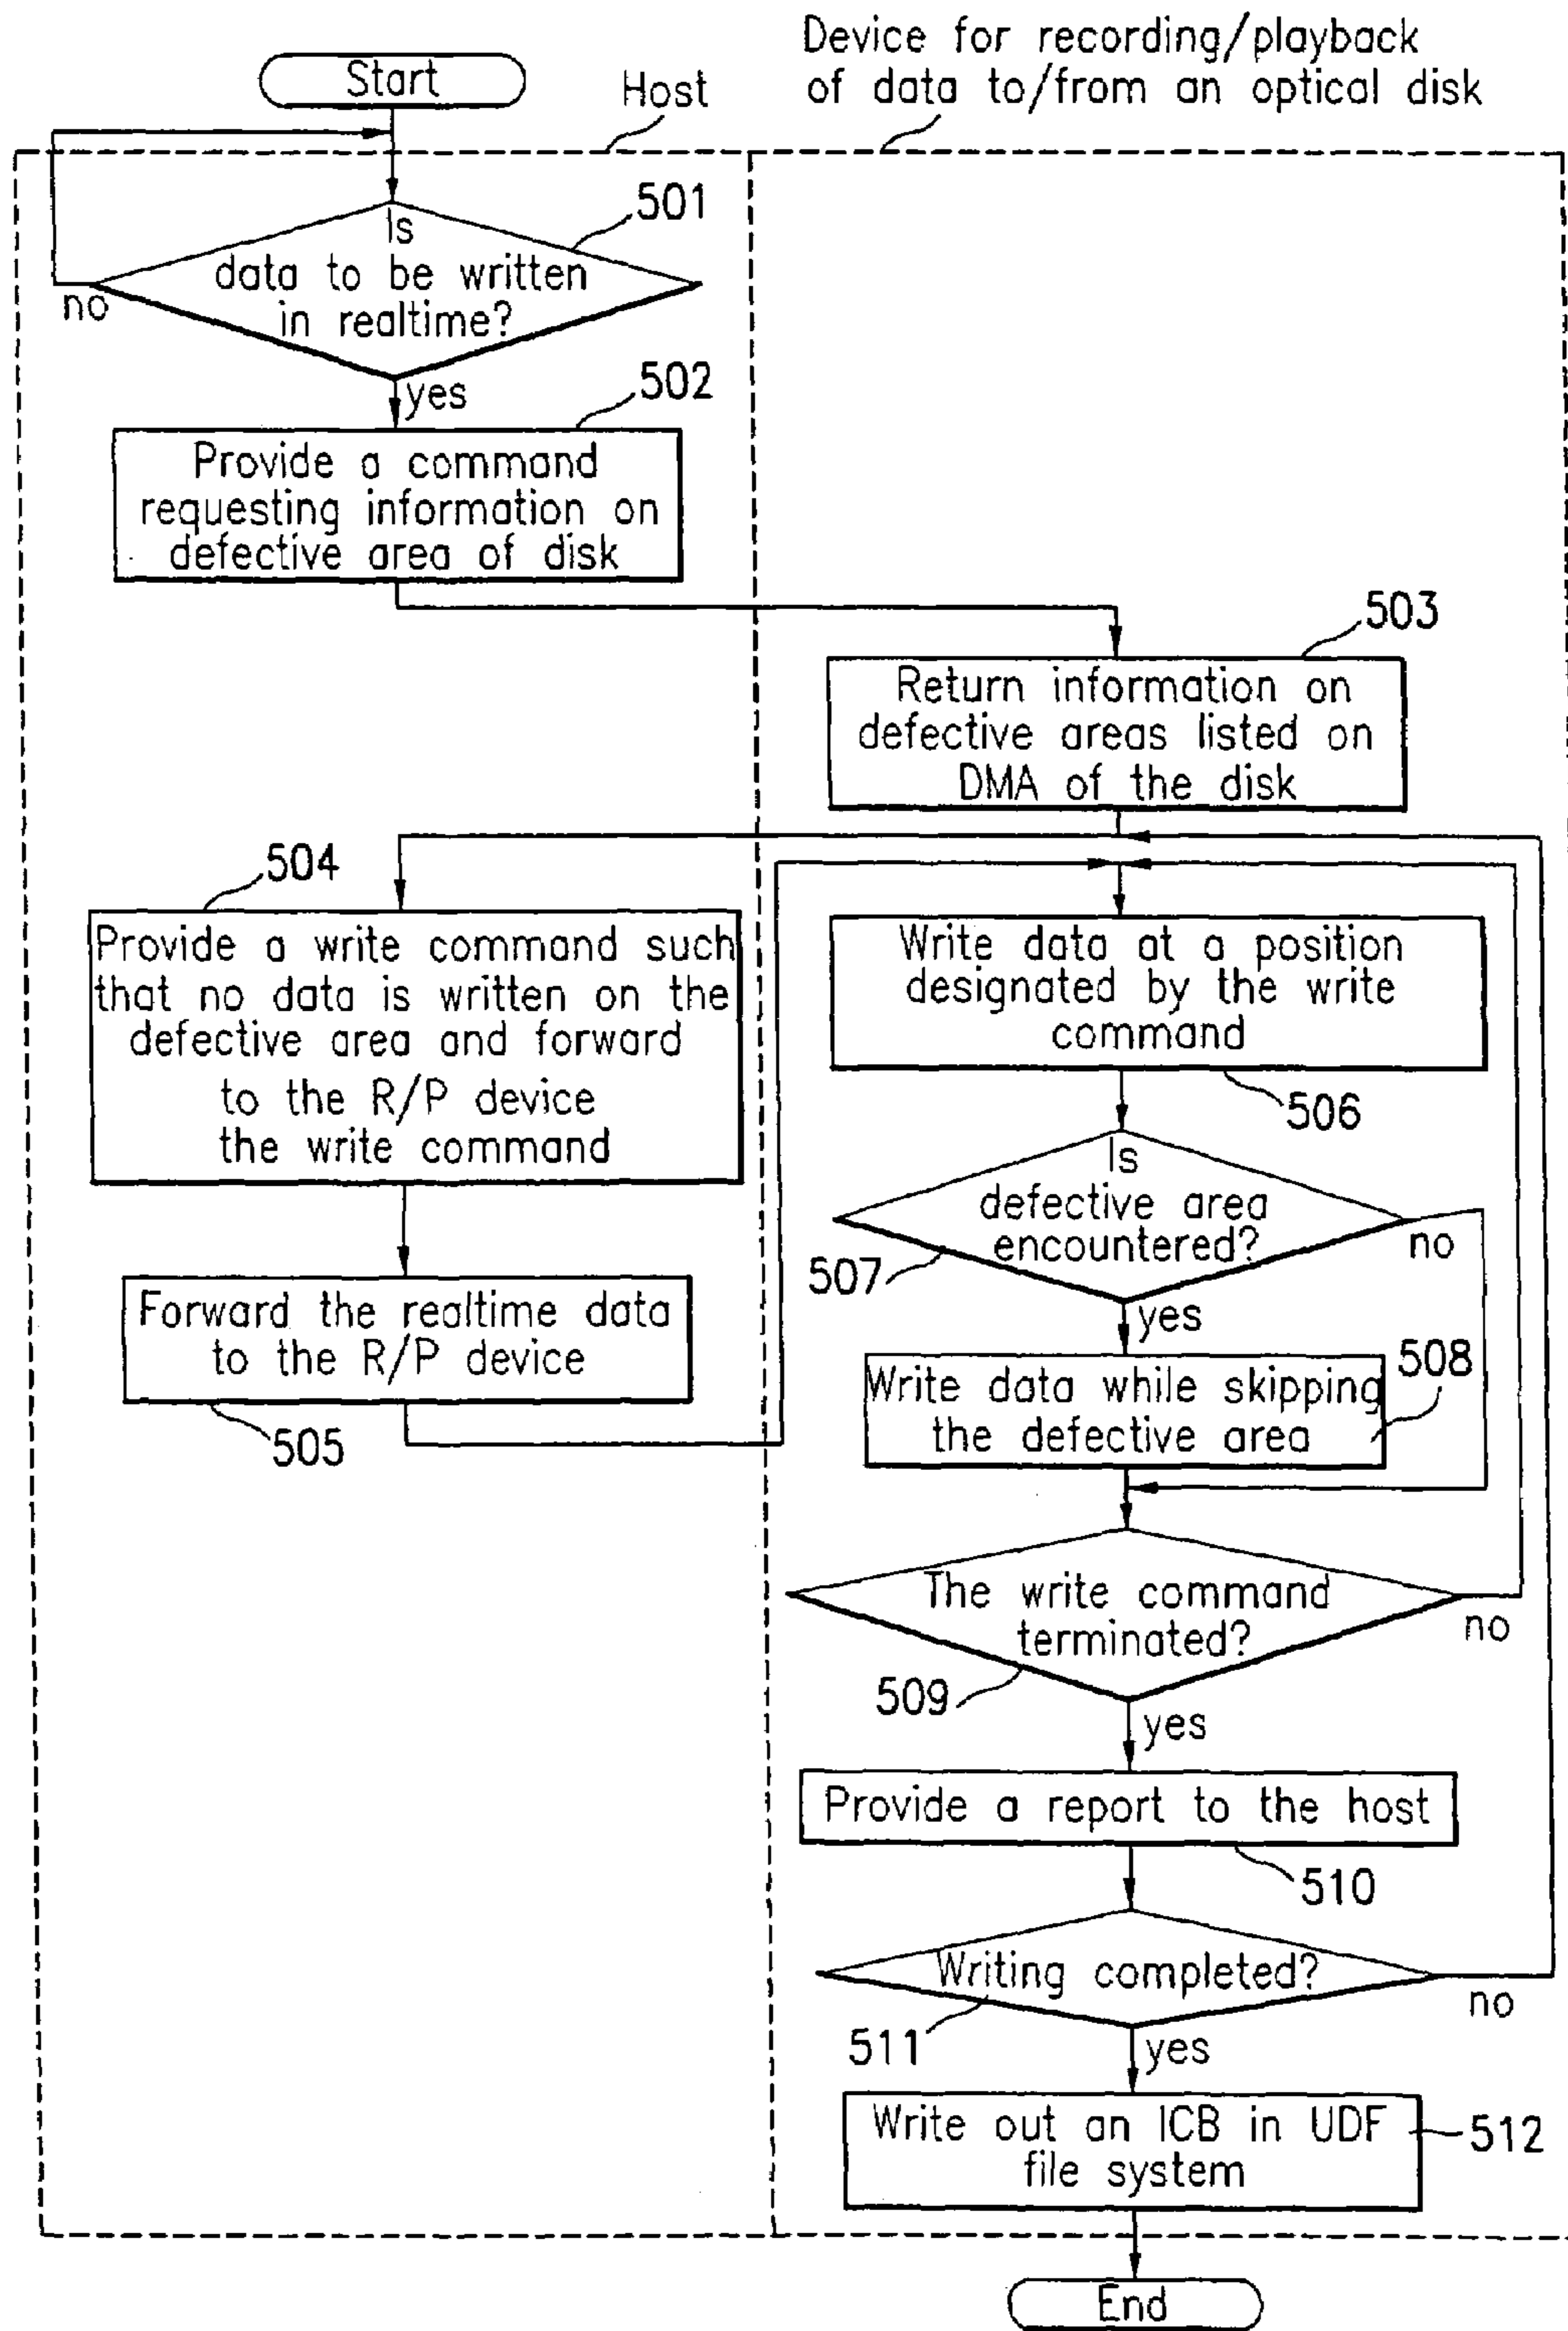 Device for recording/playback
of data to/from an optical disk
Start
Host
501
Is
data to be written
in realtime?
no
yes
502
Provide a command
requesting information on
defective area of disk
503
Return information on
defective areas listed on
DMA of the disk
504
Provide a write command such
that no data is written on the
defective area and forward
to the R/P device
the write command
Forward the realtime data
to the R/P device
505
Write data at a position
designated by the write
command
506
Is
defective area
encountered?
507
no
yes
508
Write data while skipping
the defective area
The write command
terminated?
no
509
yes
Provide a report to the host
510
Writing completed?
no
511
yes
Write out an ICB in UDF
file system
512
End